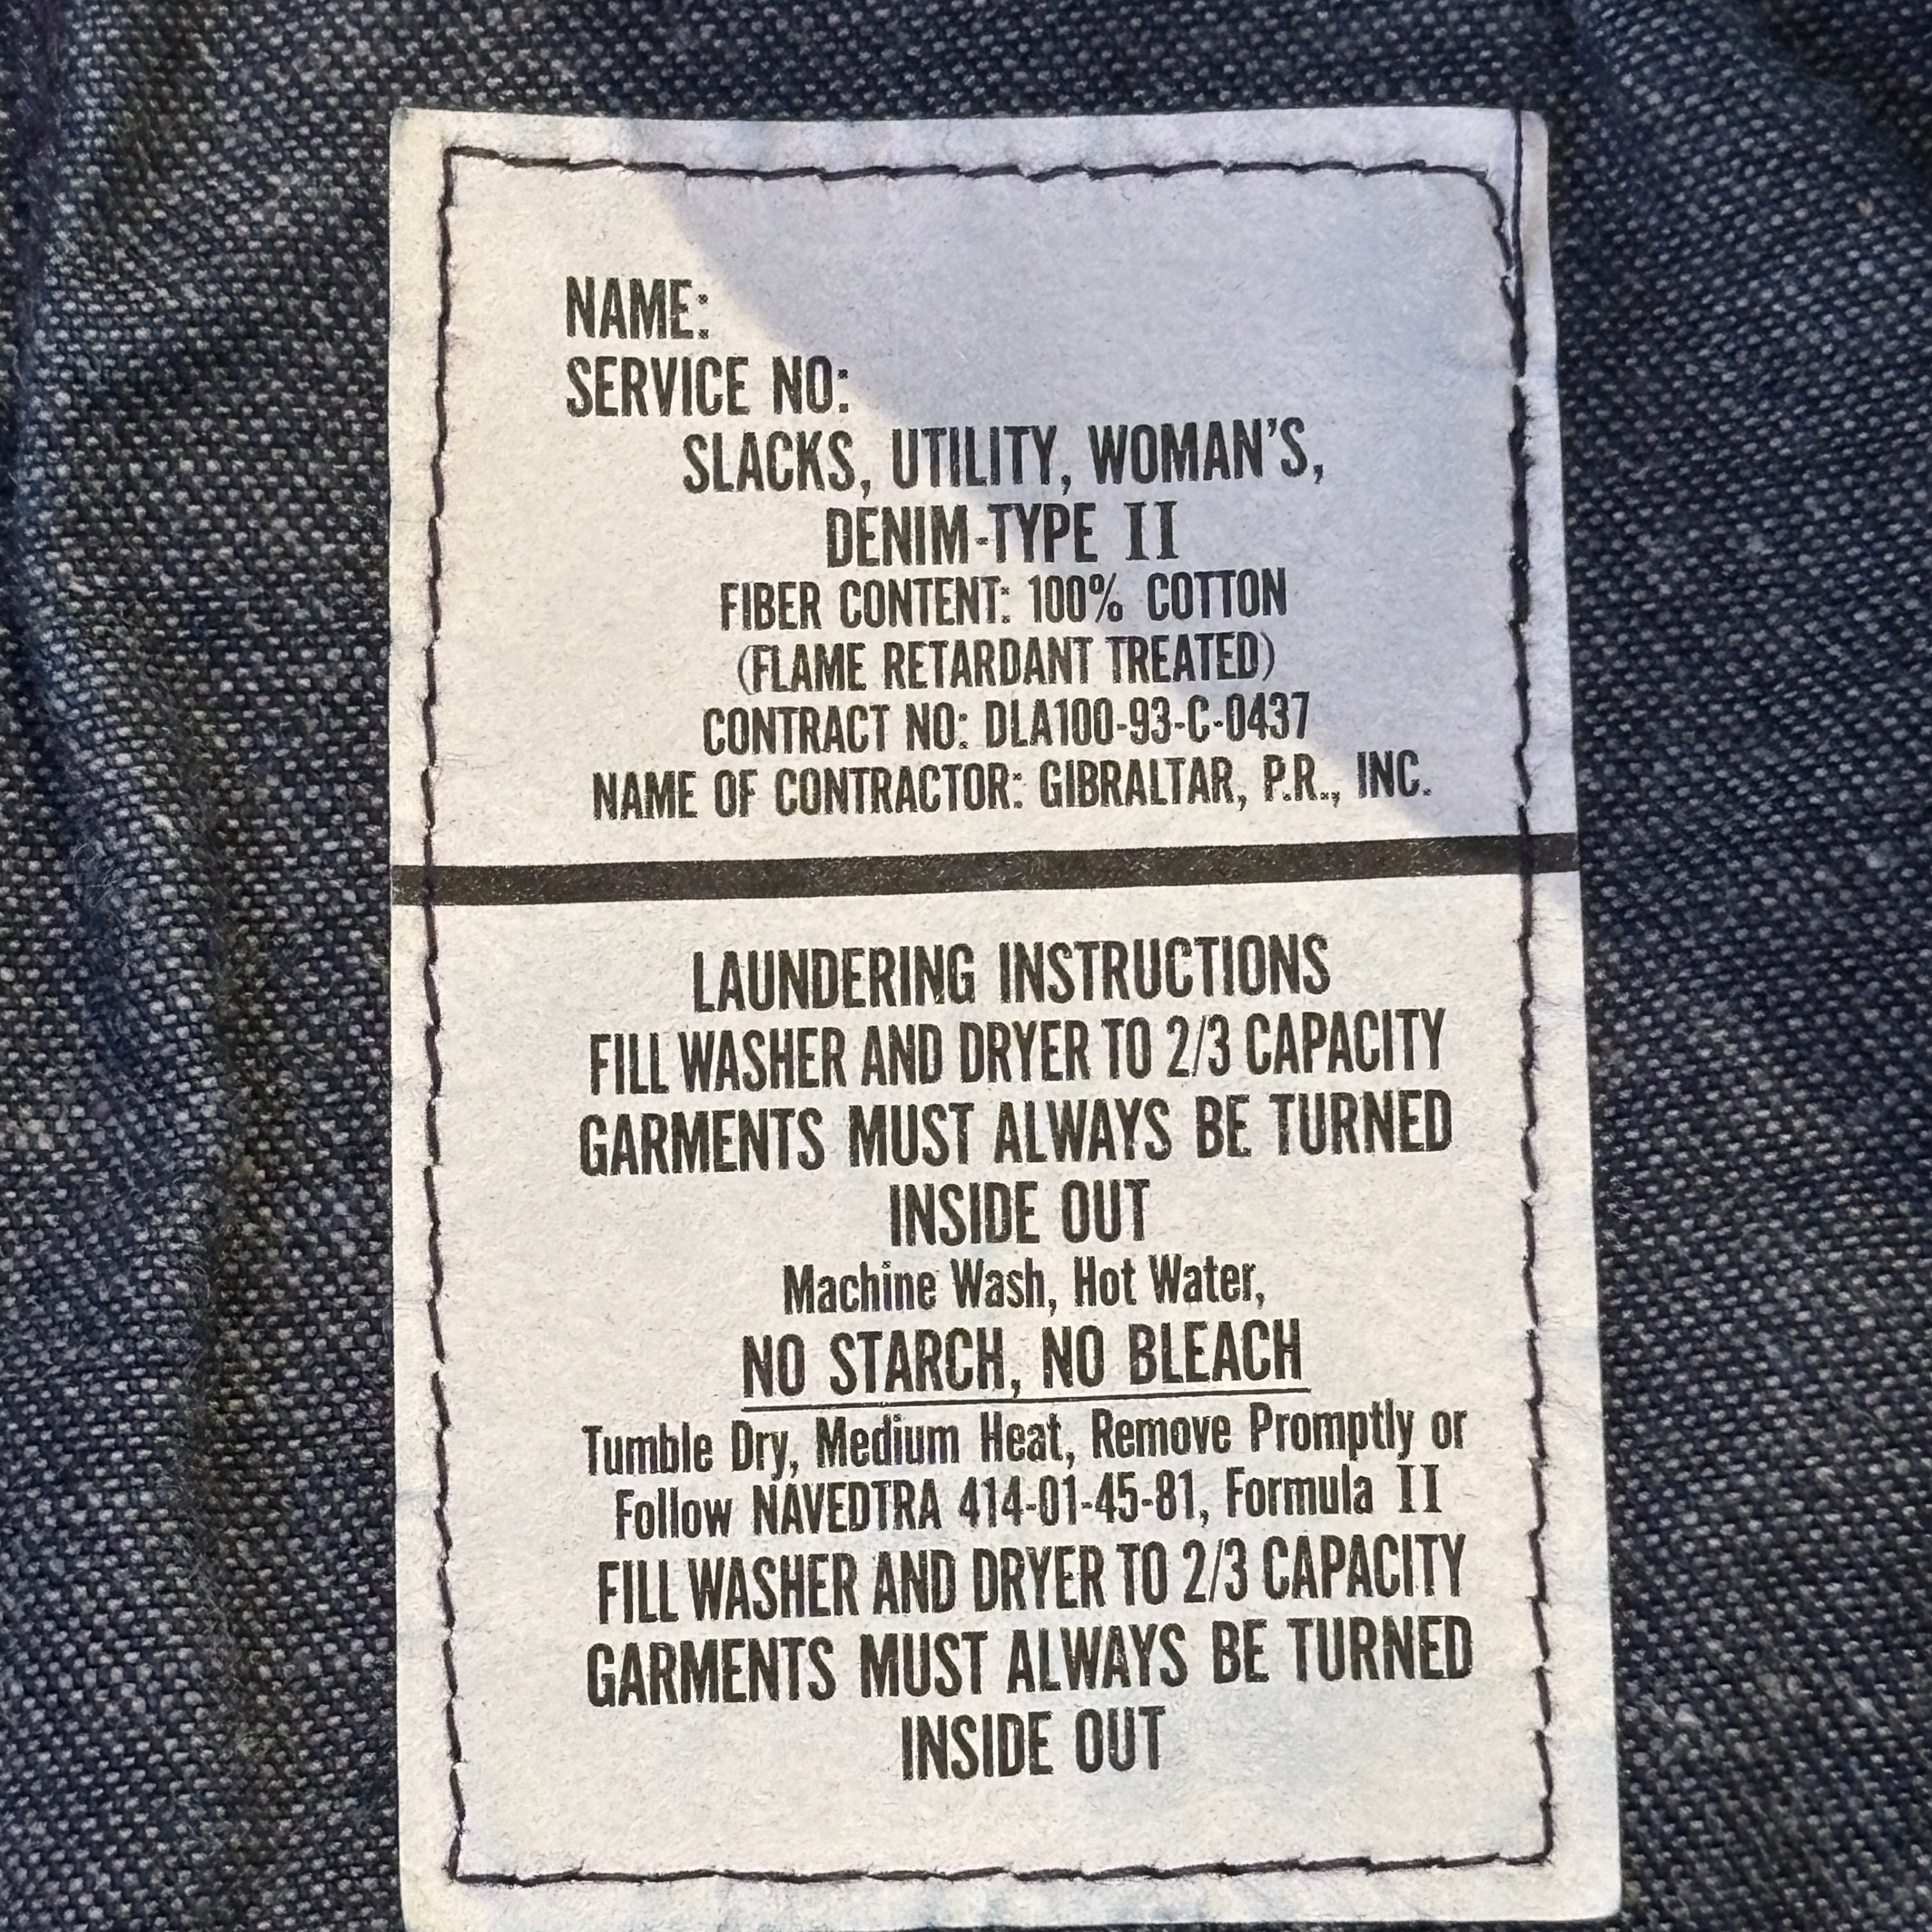 NAME:
SERVICE NO:
SLACKS, UTILITY, WOMAN'S,
DENIM-TYPE II
FIBER CONTENT: 100% COTTON
(FLAME RETARDANT TREATED)
CONTRACT NO: DLA100-93-C-0437
NAME OF CONTRACTOR: GIBRALTAR, P.R., INC.
LAUNDERING INSTRUCTIONS
FILL WASHER AND DRYER TO 2/3 CAPACITY
GARMENTS MUST ALWAYS BE TURNED
INSIDE OUT
Machine Wash, Hot Water,
NO STARCH, NO BLEACH
Tumble Dry, Medium Heat, Remove Promptly or
Follow NAVEDTRA 414-01-45-81, Formula II
FILL WASHER AND DRYER TO 2/3 CAPACITY
GARMENTS MUST ALWAYS BE TURNED
INSIDE OUT